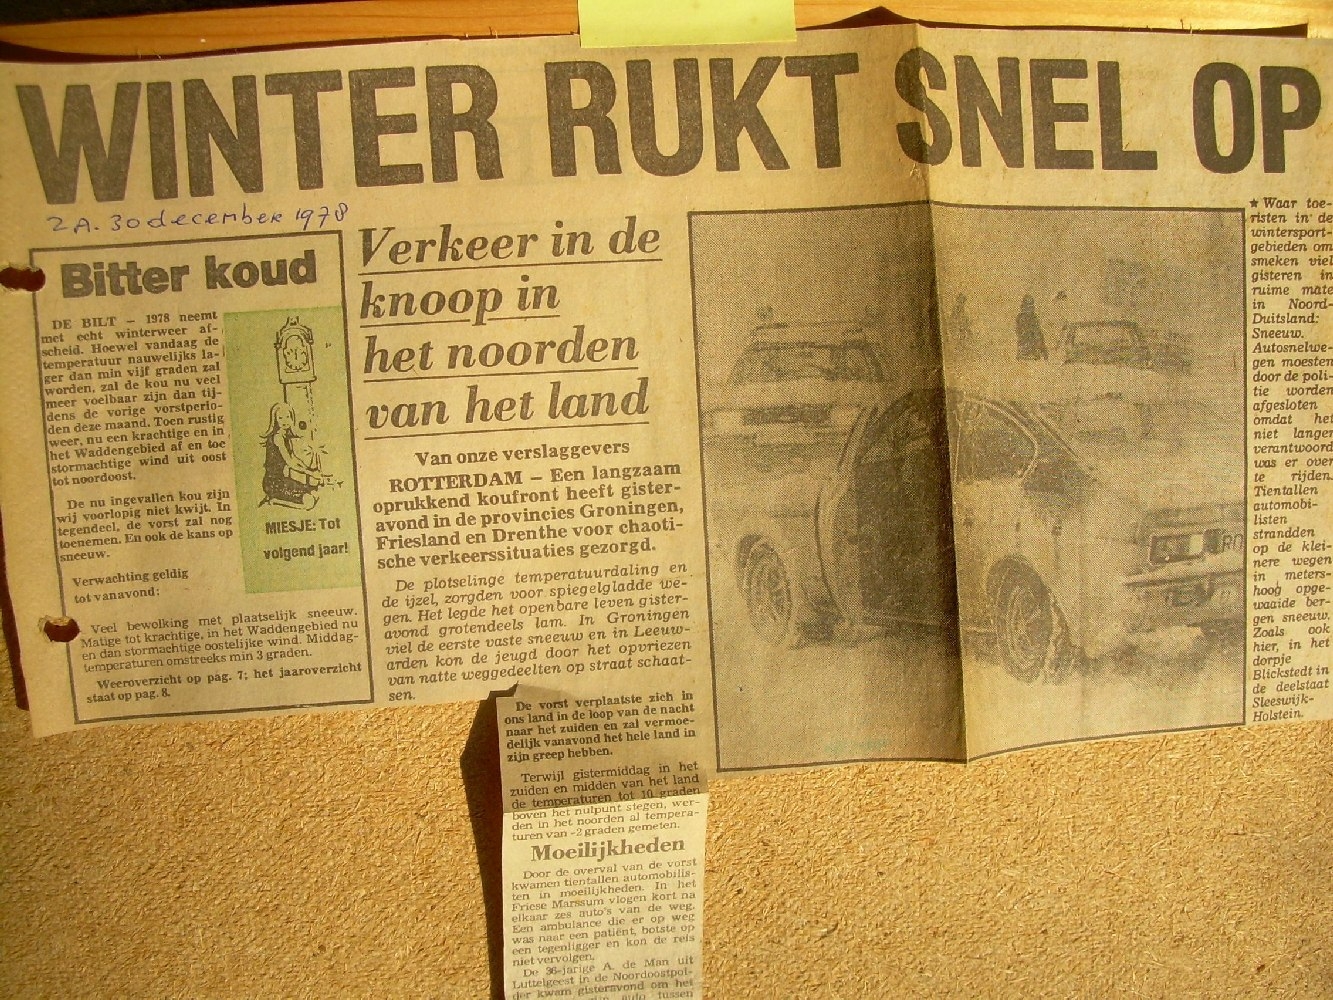 WINTER RUKT SNEL OP
ZA. 30 december 1978
Bitter koud
DE BILT – 1978 neemt
met echt winterweer af-
scheid. Hoewel vandaag de
temperatuur nauwelijks la-
ger dan min vijf graden zal
worden, zal de kou nu veel
meer voelbaar zijn dan tij-
dens de vorige vorstperio-
den deze maand. Toen rustig
weer, nu een krachtige en in
het Waddengebied af en toe
stormachtige wind uit oost
tot noordoost.
De nu ingevallen kou zijn
wij voorlopig niet kwijt. In
tegendeel, de vorst zal nog
toenemen. En ook de kans op
sneeuw.
Verwachting geldig
tot vanavond:
Veel bewolking met plaatselijk sneeuw.
Matige tot krachtige, in het Waddengebied nu
en dan stormachtige oostelijke wind. Middag-
temperaturen omstreeks min 3 graden.
Weeroverzicht op pag. 7; het jaaroverzicht
staat op pag. 8.
MIESJE: Tot
volgend jaar!
Verkeer in de
knoop in
het noorden
van het land
Van onze verslaggevers
ROTTERDAM – Een langzaam
oprukkend koufront heeft gister-
avond in de provincies Groningen,
Friesland en Drenthe voor chaoti-
sche verkeerssituaties gezorgd.
De plotselinge temperatuurdaling en
de ijzel, zorgden voor spiegelgladde we-
gen. Het legde het openbare leven gister-
avond grotendeels lam. In Groningen
viel de eerste vaste sneeuw en in Leeuw-
arden kon de jeugd door het opvriezen
van natte weggedeelten op straat schaat-
sen.
De vorst verplaatste zich in
ons land in de loop van de nacht
naar het zuiden en zal vermoe-
delijk vanavond het hele land in
zijn greep hebben.
Terwijl gistermiddag in het
zuiden en midden van het land
de temperaturen tot 10 graden
boven het nulpunt stegen, wer-
den in het noorden al tempera-
turen van -2 graden gemeten.
Moeilijkheden
Door de overval van de vorst
kwamen tientallen automobilis-
ten in moeilijkheden. In het
Friese Marssum vlogen kort na
elkaar zes auto's van de weg.
Een ambulance die er op weg
was naar een patiënt, botste op
een tegenligger en kon de reis
niet vervolgen.
De 36-jarige A. de Man uit
Luttelgeest in de Noordoostpol-
der kwam gisteravond om het
auto tussen
★ Waar toe-
risten in de
wintersport-
gebieden om
smeken viel
gisteren in
ruime mate
in Noord-
Duitsland:
Sneeuw.
Autosnelwe-
gen moesten
door de poli-
tie worden
afgesloten
omdat het
niet langer
verantwoord
was er over
te rijden.
Tientallen
automobi-
listen
strandden
op de klei-
nere wegen
in meters-
hoog opge-
waaide ber-
gen sneeuw.
Zoals ook
hier, in het
dorpje
Blickstedt in
de deelstaat
Sleeswijk-
Holstein.